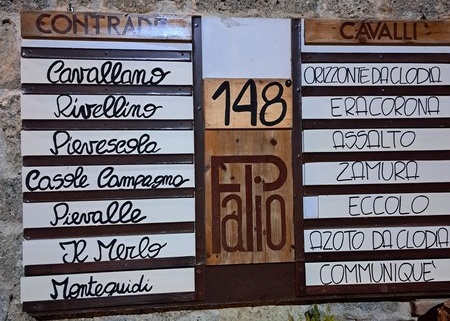 CONTRADE
Cavallano
Rivellino
Pievescola
Casole Campagna
Pievalle
Il Merlo
Monteguidi
148°
Palio
CAVALLI
ORIZZONTE DA CLODIA
ERACORONA
ASSALTO
ZAMURA
ECCOLO
AZOTO DA CLODIA
COMMUNIQUE'